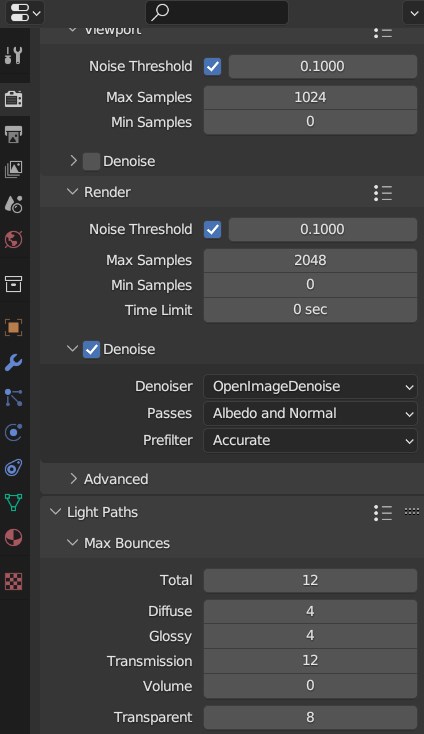 Viewport
Noise Threshold 0.1000
Max Samples 1024
Min Samples 0
Denoise
Render
Noise Threshold 0.1000
Max Samples 2048
Min Samples 0
Time Limit 0 sec
Denoise
Denoiser OpenImageDenoise
Passes Albedo and Normal
Prefilter Accurate
Advanced
Light Paths
Max Bounces
Total 12
Diffuse 4
Glossy 4
Transmission 12
Volume 0
Transparent 8